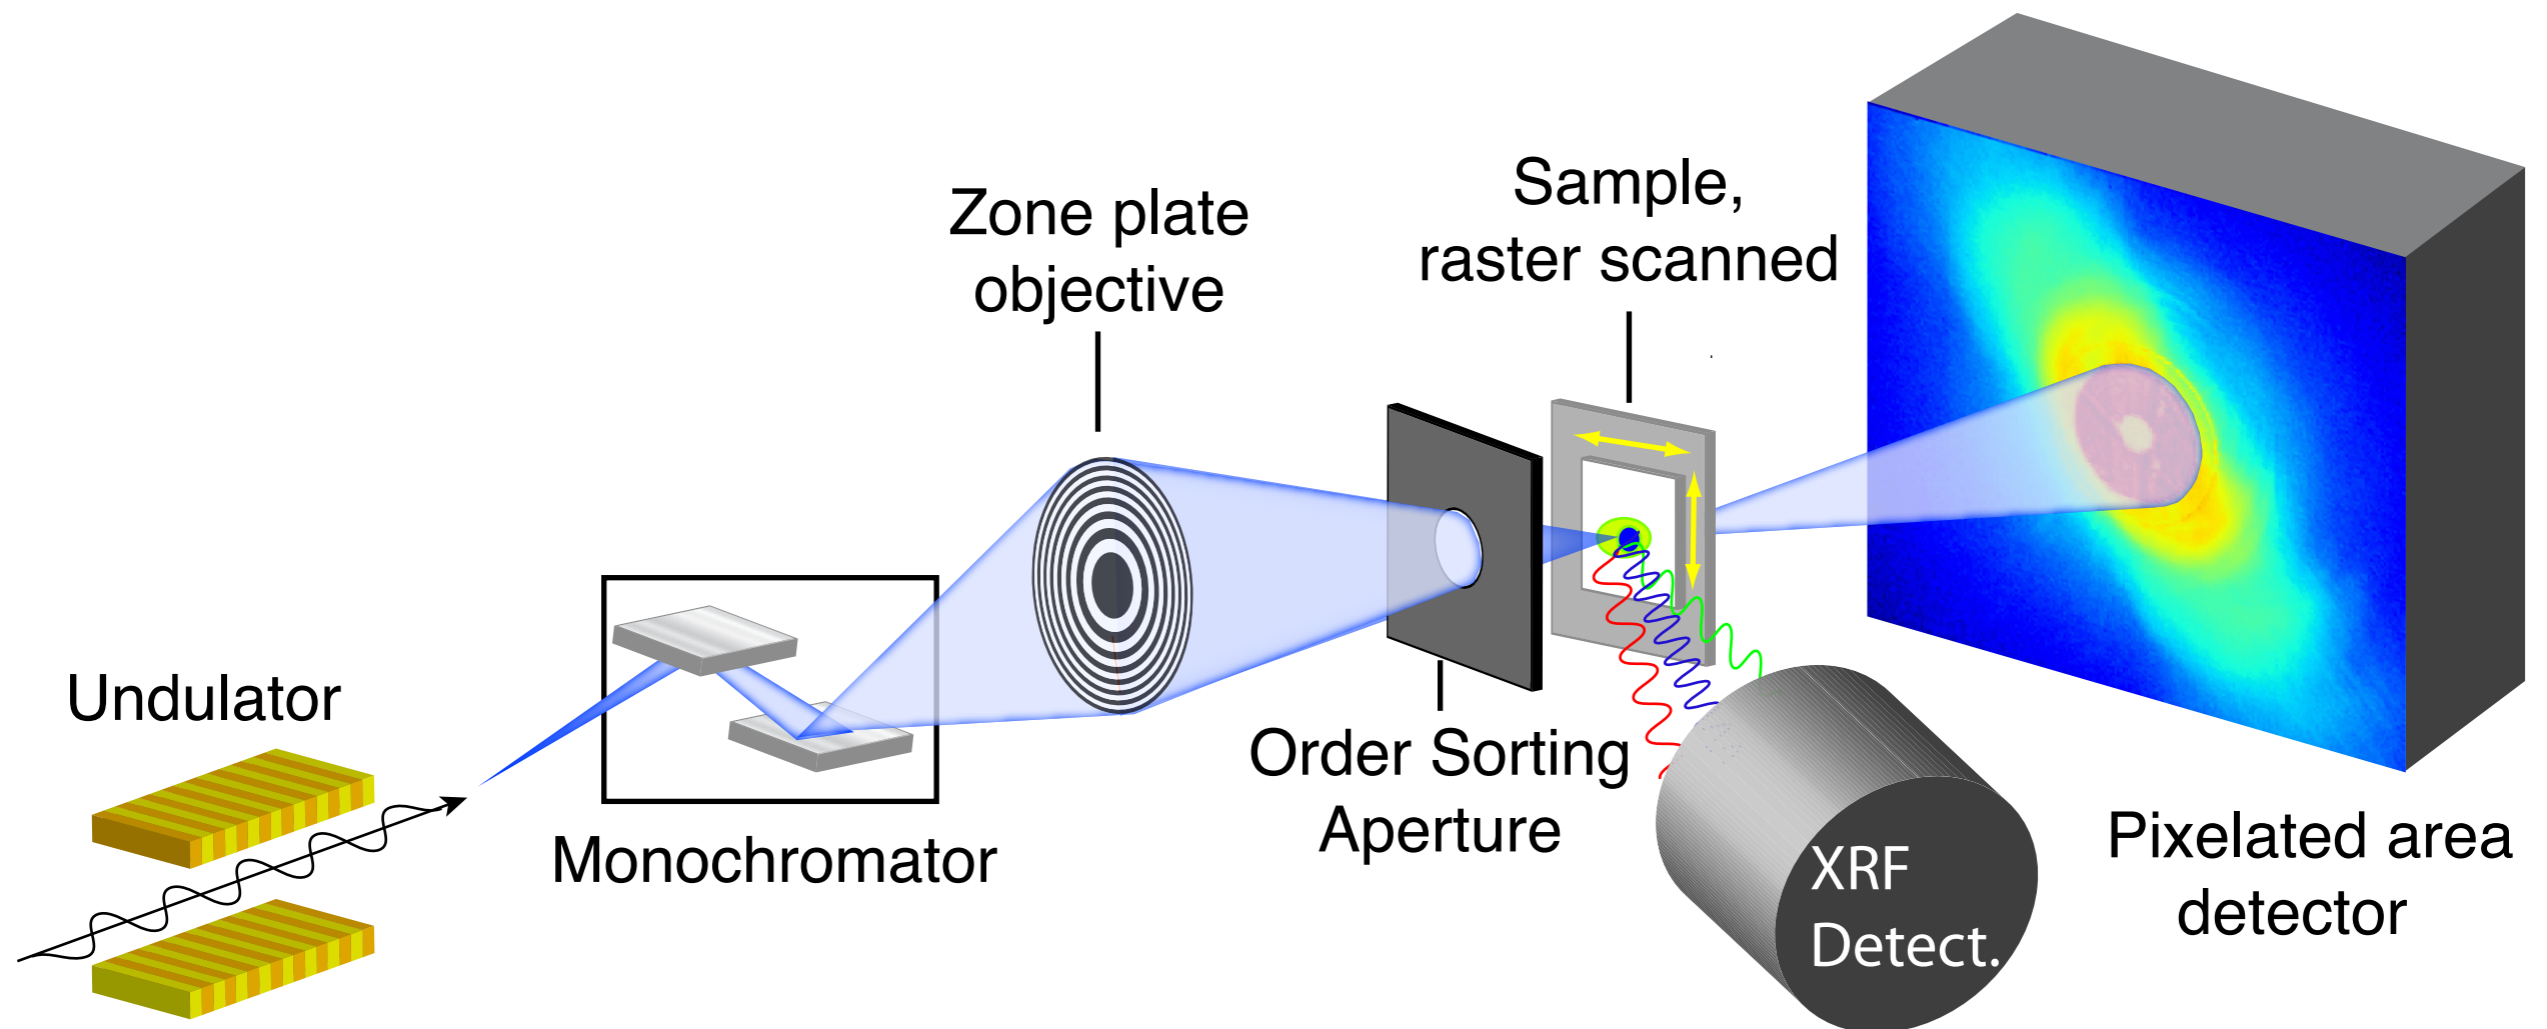 Undulator
Monochromator
Zone plate
objective
Order Sorting
Aperture
Sample,
raster scanned
XRF
Detect.
Pixelated area
detector